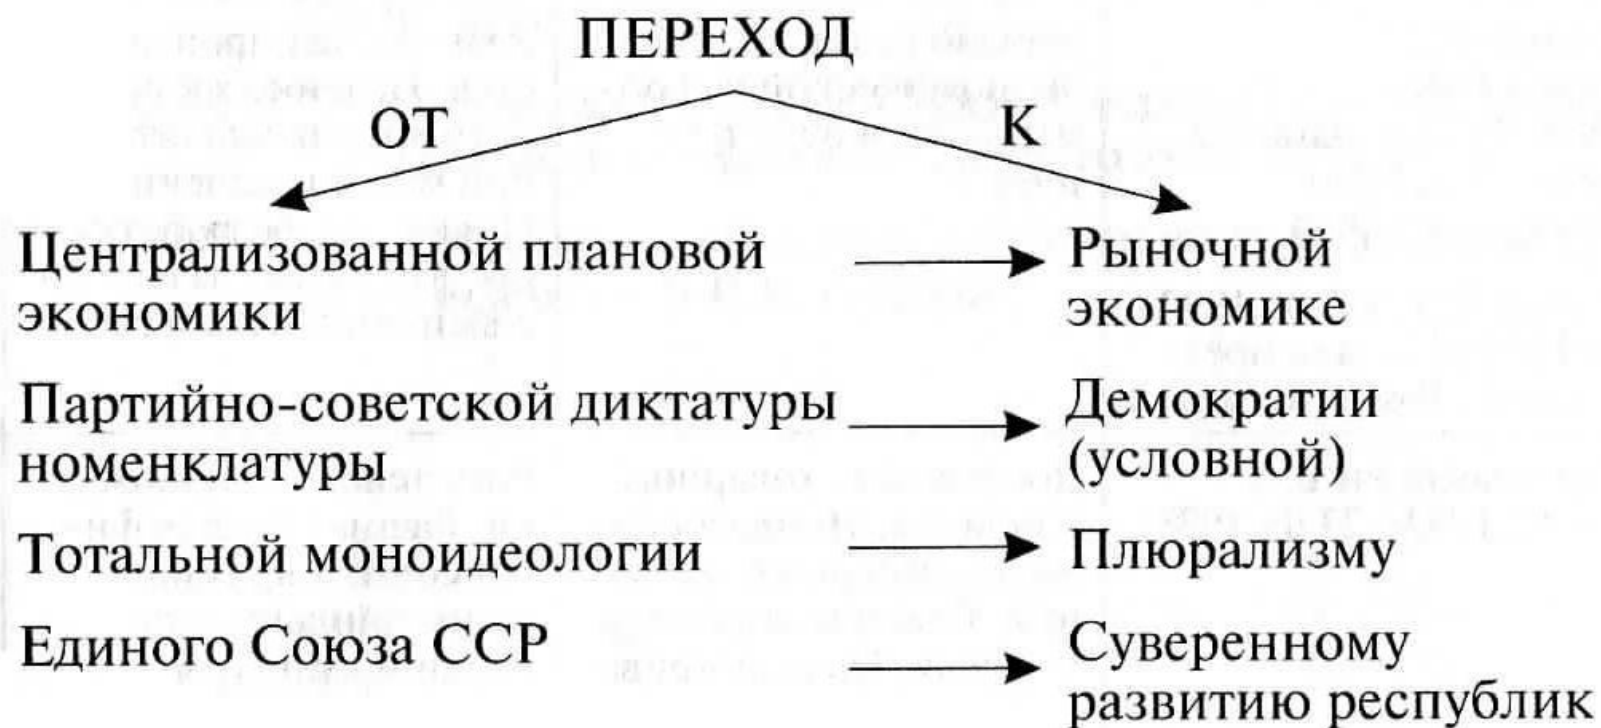 ПЕРЕХОД
ОТ
К
Централизованной плановой
экономики
Рыночной
экономике
Партийно-советской диктатуры
номенклатуры
Демократии
(условной)
Тотальной моноидеологии
Плюрализму
Единого Союза ССР
Суверенному
развитию республик